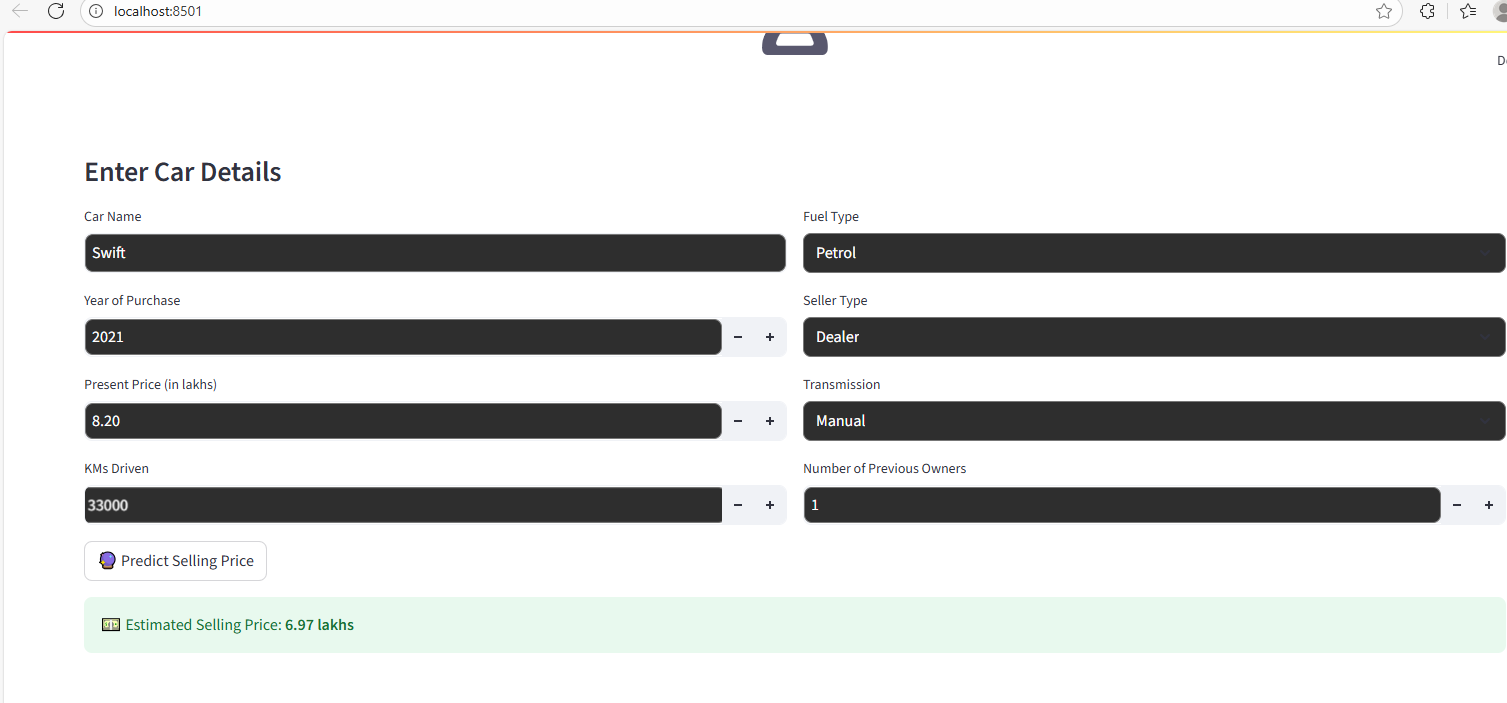 localhost:8501
Enter Car Details
Car Name
Swift
Fuel Type
Petrol
Year of Purchase
2021
Seller Type
Dealer
Present Price (in lakhs)
8.20
Transmission
Manual
KMs Driven
33000
Number of Previous Owners
1
Predict Selling Price
Estimated Selling Price: 6.97 lakhs